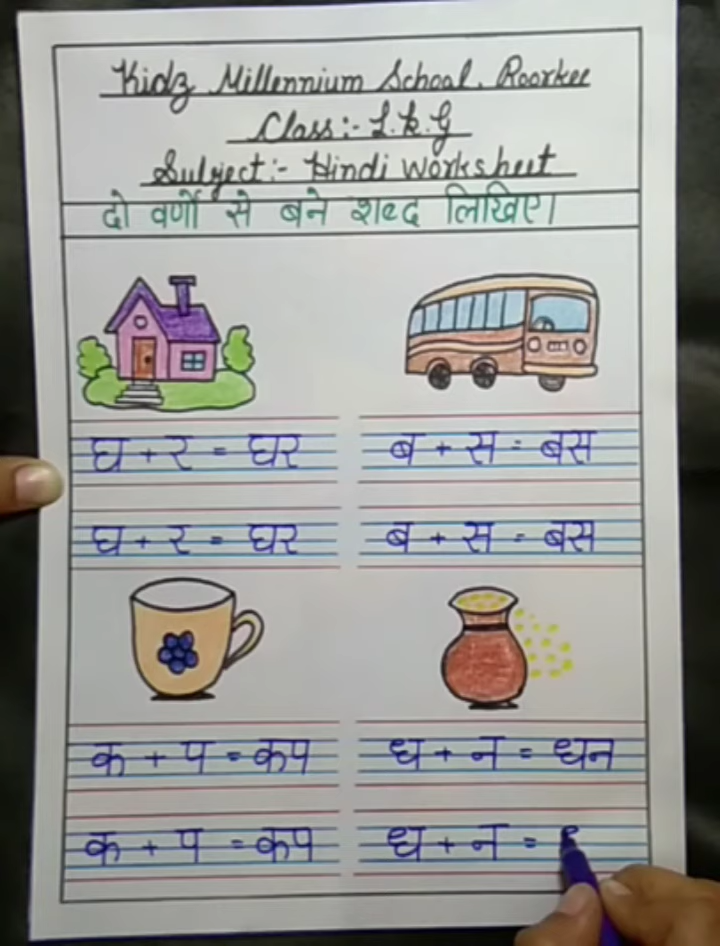 Kidz Millennium School, Roorkee
Class:- L.K.G
Subject:- Hindi Worksheet
दो वर्णों से बने शब्द लिखिए।
घ + र = घर
ब + स = बस
घ + र = घर
ब + स = बस
क + प = कप
ध + न = धन
क + प = कप
ध + न =